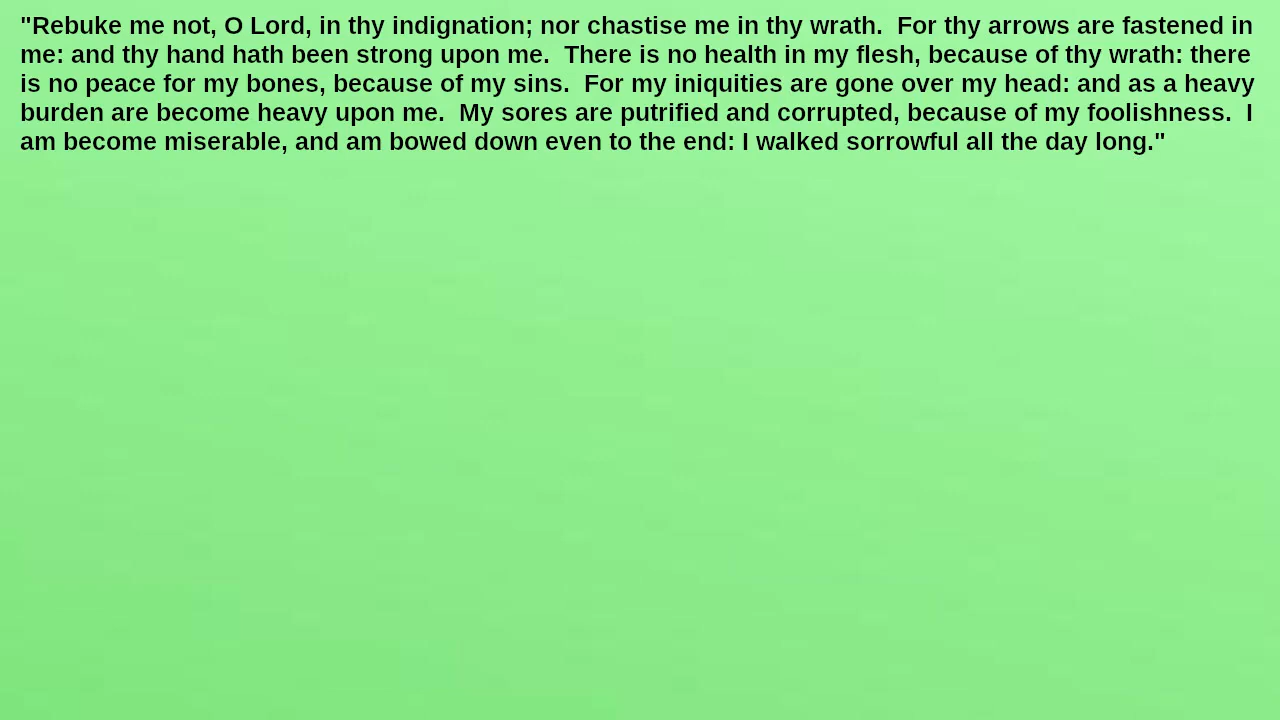 "Rebuke me not, O Lord, in thy indignation; nor chastise me in thy wrath.  For thy arrows are fastened in
me: and thy hand hath been strong upon me.  There is no health in my flesh, because of thy wrath: there
is no peace for my bones, because of my sins.  For my iniquities are gone over my head: and as a heavy
burden are become heavy upon me.  My sores are putrified and corrupted, because of my foolishness.  I
am become miserable, and am bowed down even to the end: I walked sorrowful all the day long."